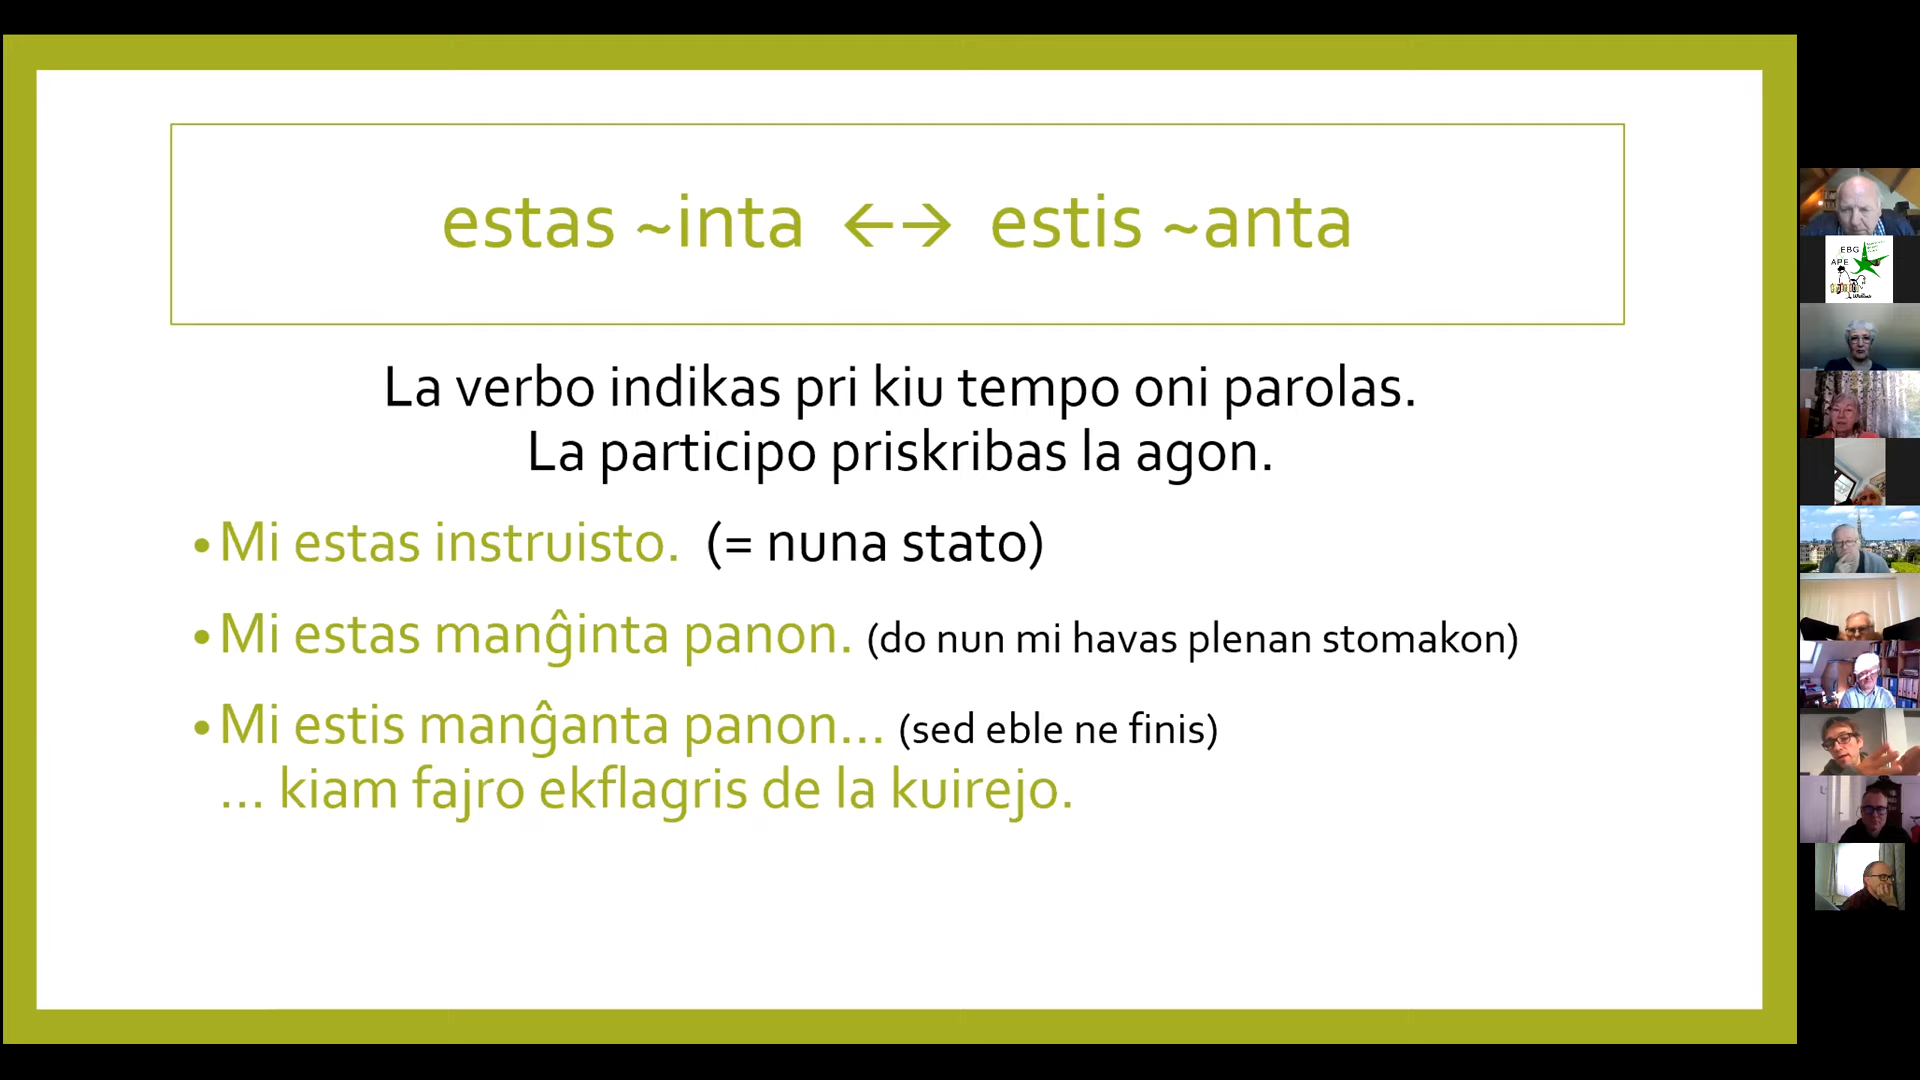 estas ~inta ←→ estis ~anta
La verbo indikas pri kiu tempo oni parolas.
La participo priskribas la agon.
•Mi estas instruisto. (= nuna stato)
•Mi estas manĝinta panon. (do nun mi havas plenan stomakon)
•Mi estis manĝanta panon... (sed eble ne finis)
... kiam fajro ekflagris de la kuirejo.
EBG
APE